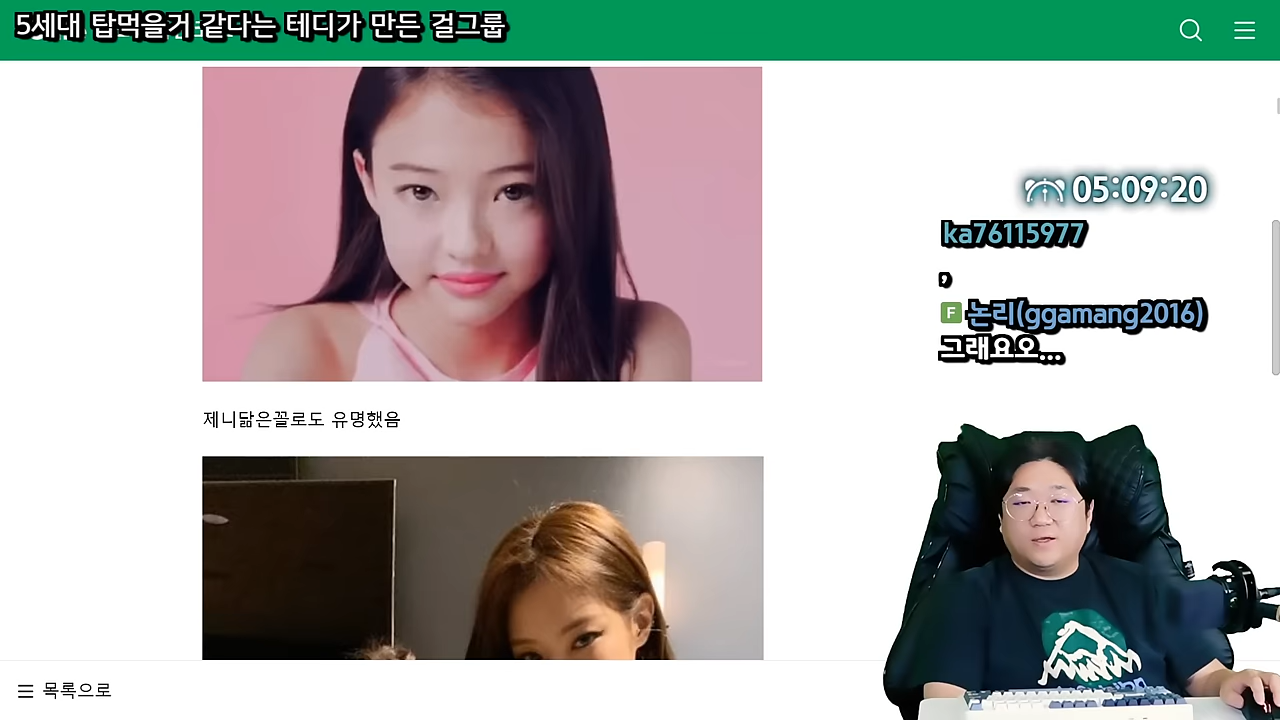 5세대 탑먹을거 같다는 테디가 만든 걸그룹
05:09:20
ka76115977
,
F 논리(ggamang2016)
그래요오...
제니닮은꼴로도 유명했음
목록으로